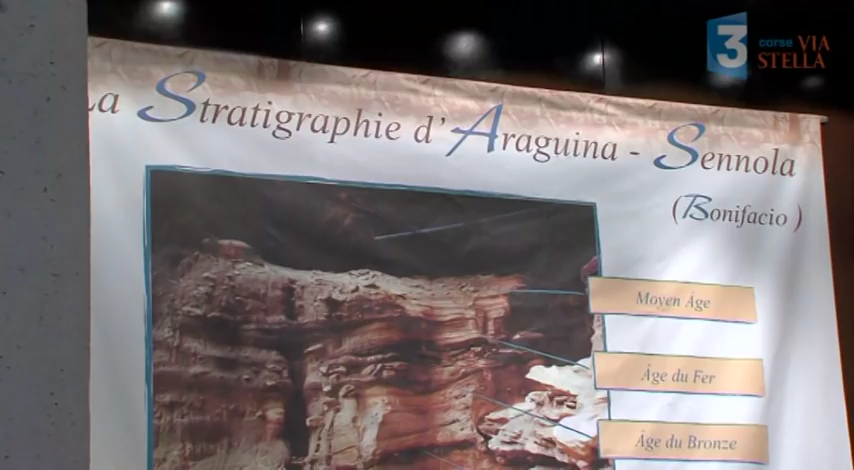 3 corse VIA
STELLA
La Stratigraphie d'Araguina - Sennola
(Bonifacio)
Moyen Âge
Âge du Fer
Âge du Bronze